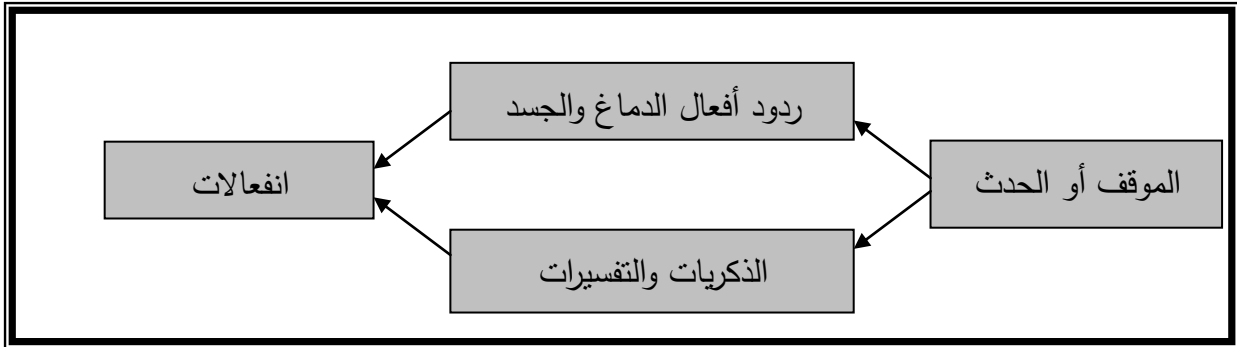 ردود أفعال الدماغ والجسد
الموقف أو الحدث
انفعالات
الذكريات والتفسيرات